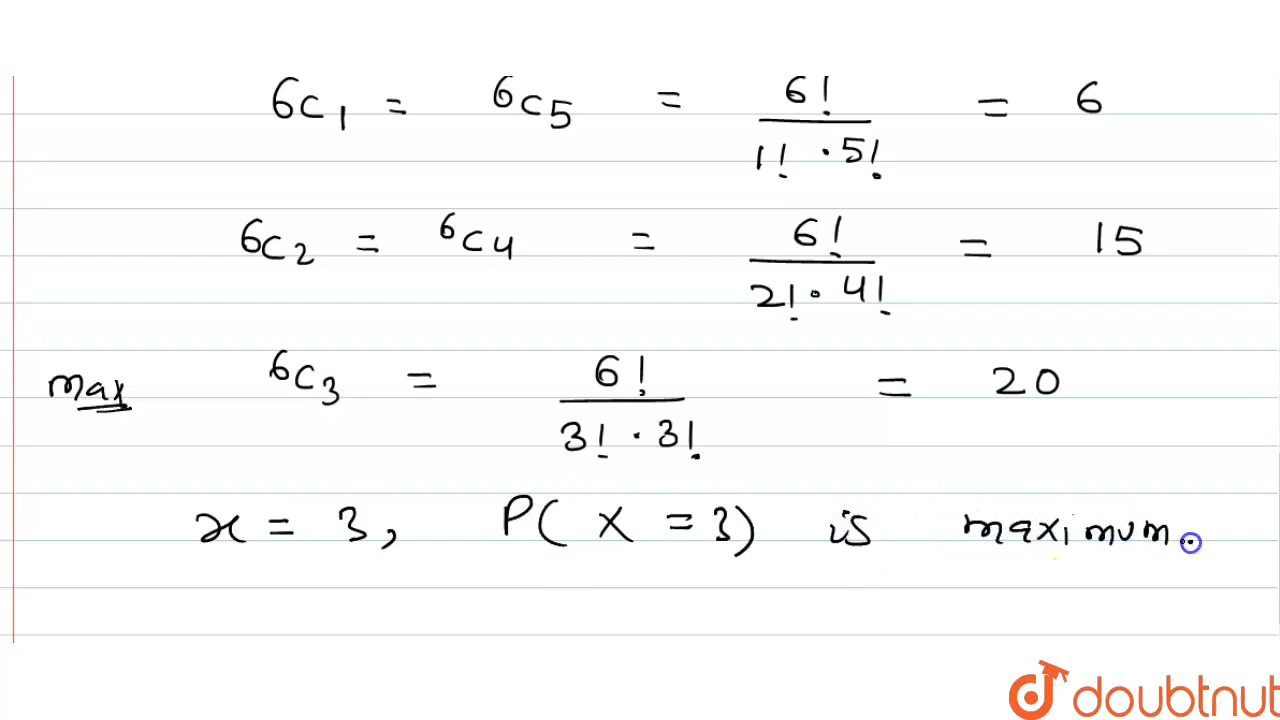 6C1 = 6C5 = 6! / 1! · 5! = 6
6C2 = 6C4 = 6! / 2! · 4! = 15
max 6C3 = 6! / 3! · 3! = 20
x = 3, P( X = 3) is maximum.
doubtnut